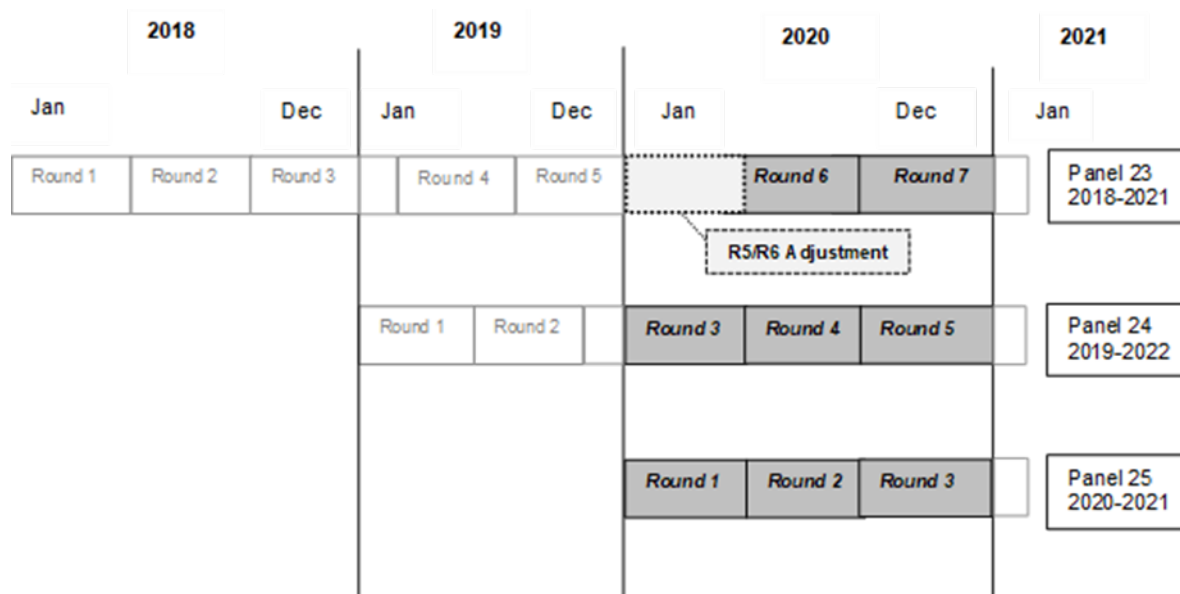 2018 2019 2020 2021
Jan Dec Jan Dec Jan Dec Jan
Round 1 Round 2 Round 3 Round 4 Round 5 Round 6 Round 7 Panel 23
2018-2021
R5/R6 Adjustment
Round 1 Round 2 Round 3 Round 4 Round 5 Panel 24
2019-2022
Round 1 Round 2 Round 3 Panel 25
2020-2021